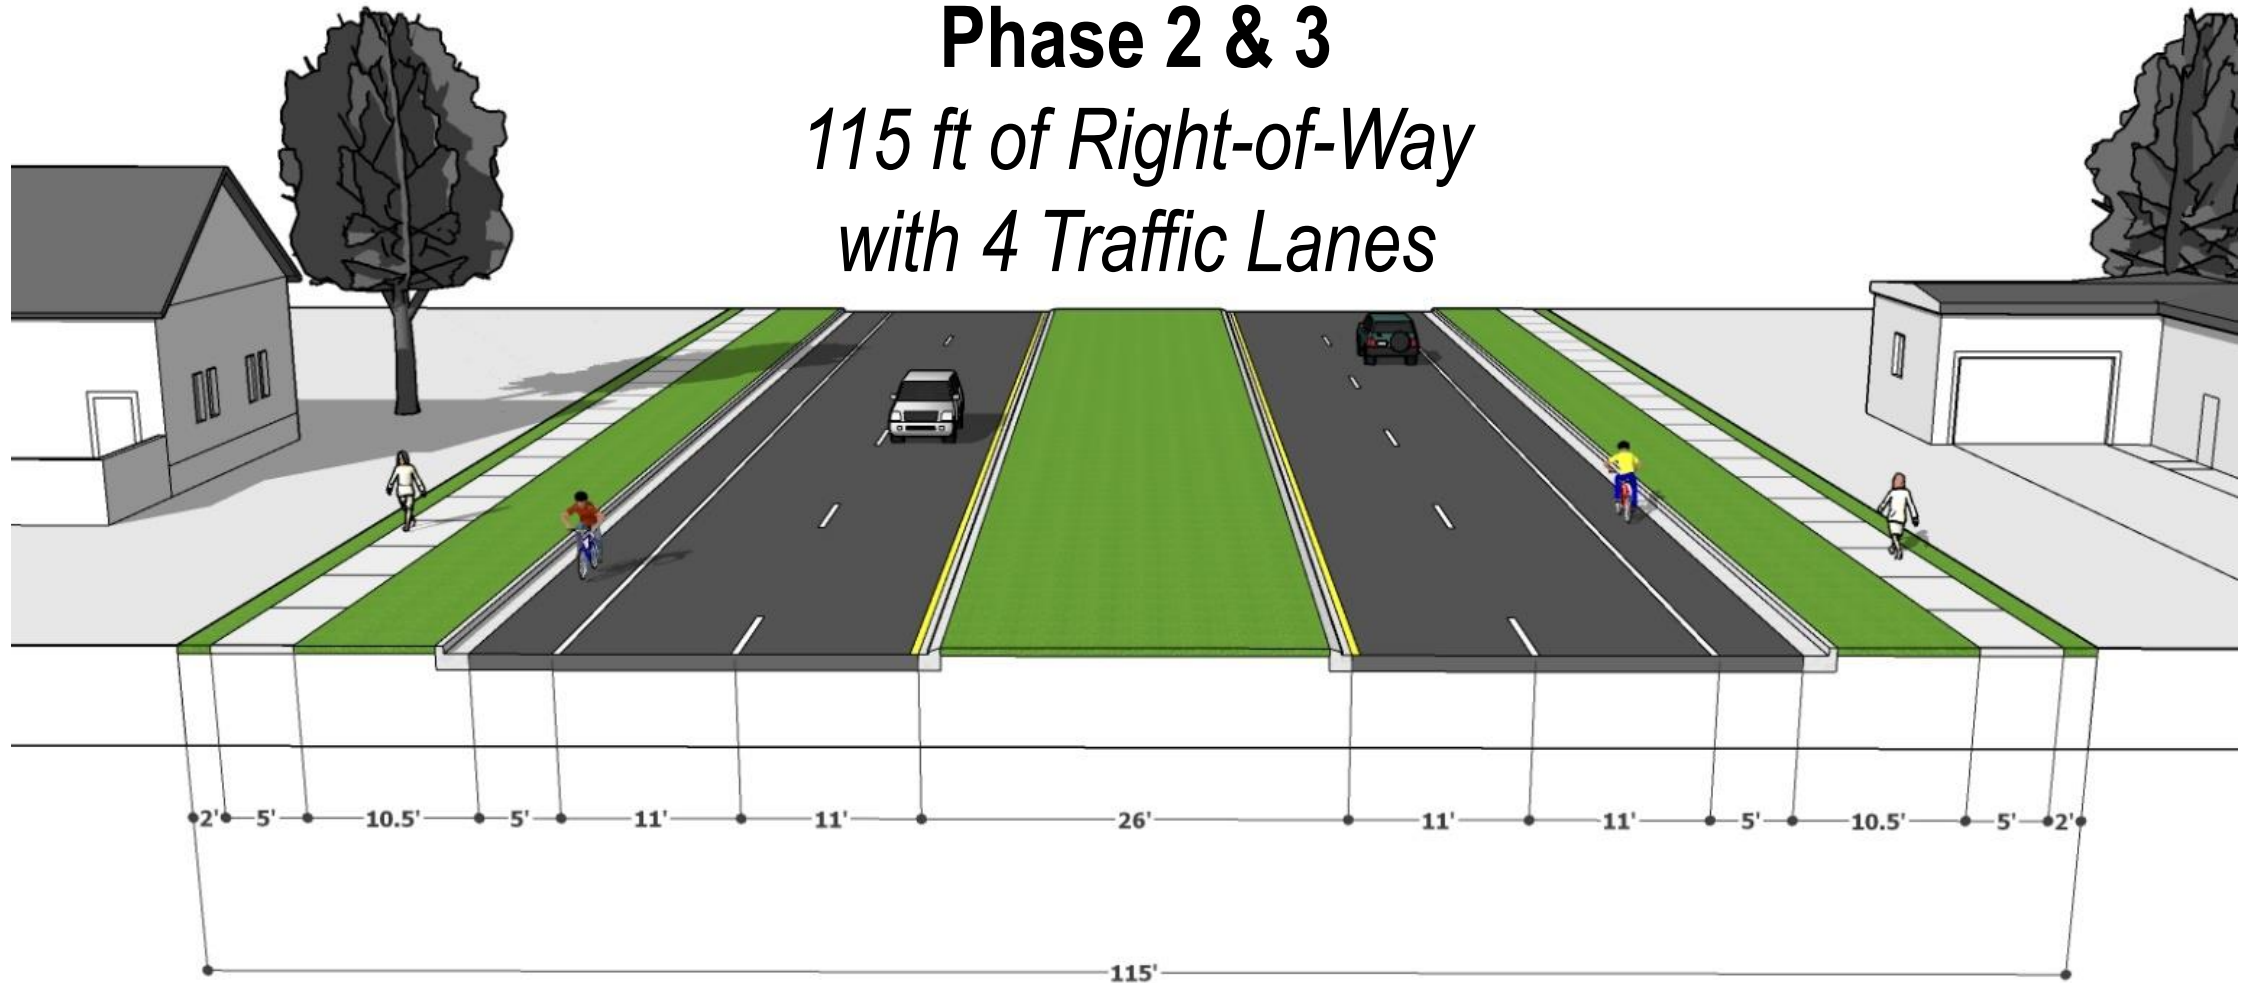 Phase 2 & 3
115 ft of Right-of-Way
with 4 Traffic Lanes
2' 5' 10.5' 5' 11' 11' 26' 11' 11' 5' 10.5' 5' 2'
115'